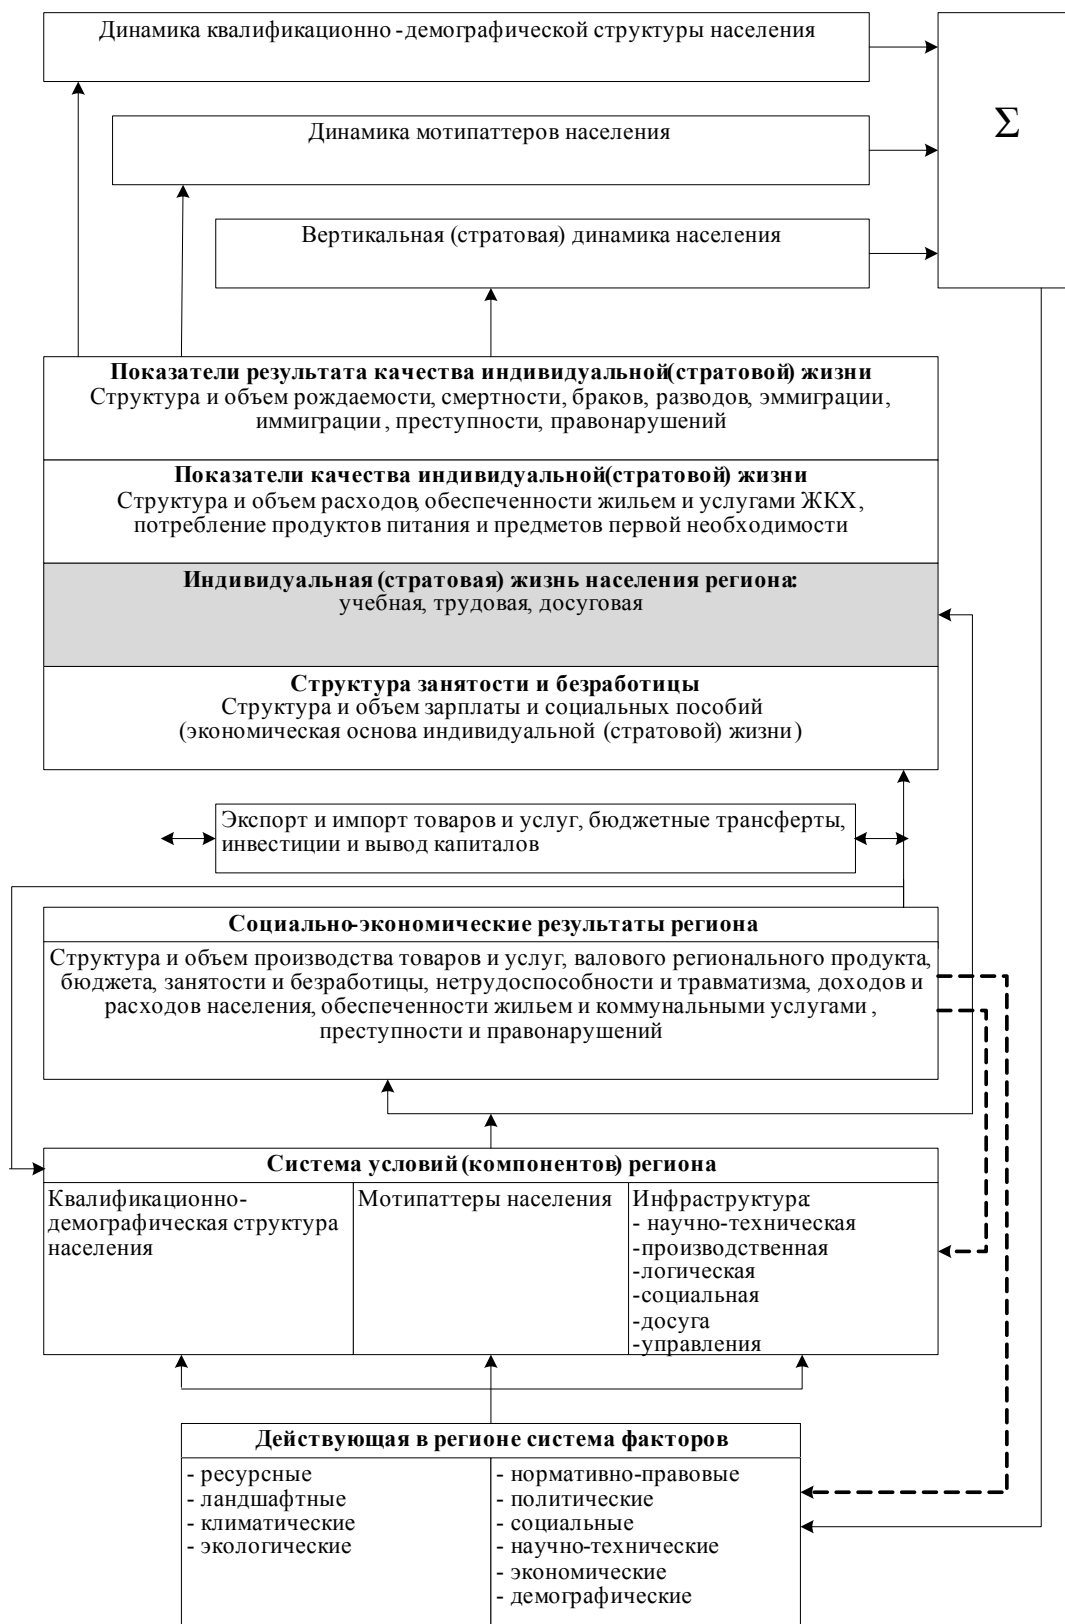 Динамика квалификационно-демографической структуры населения
Σ
Динамика мотипаттеров населения
Вертикальная (стратовая) динамика населения
Показатели результата качества индивидуальной(стратовой) жизни
Структура и объем рождаемости, смертности, браков, разводов, эммиграции,
иммиграции, преступности, правонарушений
Показатели качества индивидуальной(стратовой) жизни
Структура и объем расходов, обеспеченности жильем и услугами ЖКХ,
потребление продуктов питания и предметов первой необходимости
Индивидуальная (стратовая) жизнь населения региона:
учебная, трудовая, досуговая
Структура занятости и безработицы
Структура и объем зарплаты и социальных пособий
(экономическая основа индивидуальной (стратовой) жизни)
Экспорт и импорт товаров и услуг, бюджетные трансферты,
инвестиции и вывод капиталов
Социально-экономические результаты региона
Структура и объем производства товаров и услуг, валового регионального продукта,
бюджета, занятости и безработицы, нетрудоспособности и травматизма, доходов и
расходов населения, обеспеченности жильем и коммунальными услугами,
преступности и правонарушений
Система условий (компонентов) региона
Квалификационно-
демографическая структура
населения
Мотипаттеры населения
Инфраструктура:
- научно-техническая
-производственная
-логическая
-социальная
-досуга
-управления
Действующая в регионе система факторов
- ресурсные
- ландшафтные
- климатические
- экологические
- нормативно-правовые
- политические
- социальные
- научно-технические
- экономические
- демографические